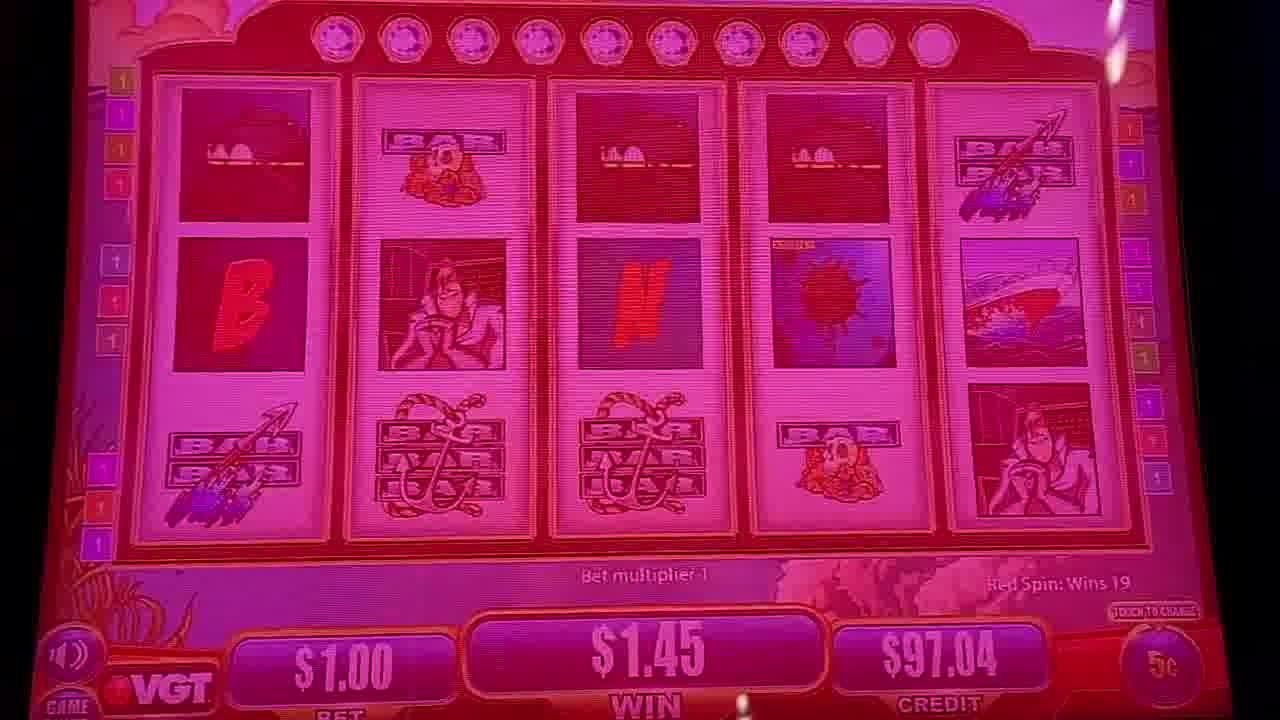 BAR
BAR
BAR
B
N
BAR
BAR
BAR
BAR
BAR
BAR
BAR
BAR
BAR
Bet multiplier 1
Red Spin: Wins 19
TOUCH TO CHANGE
$1.00
$1.45
$97.04
5¢
VGT
GAME
BET
WIN
CREDIT